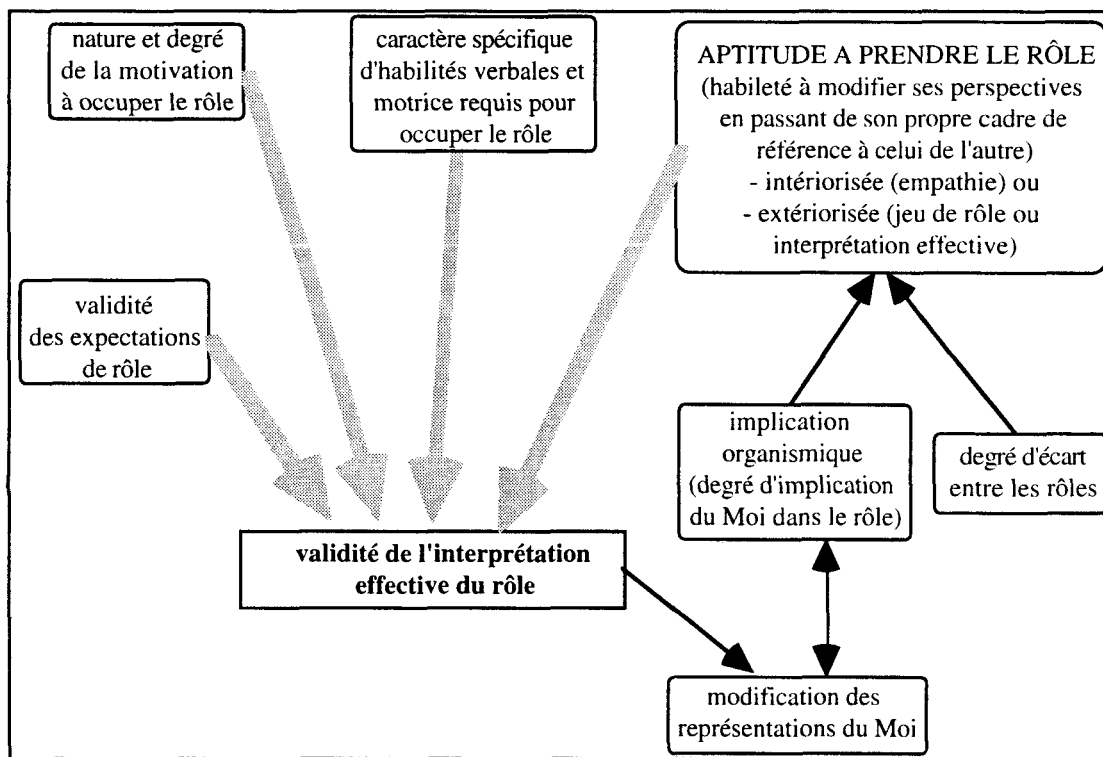 nature et degré
de la motivation
à occuper le rôle
caractère spécifique
d'habilités verbales et
motrice requis pour
occuper le rôle
APTITUDE A PRENDRE LE RÔLE
(habileté à modifier ses perspectives
en passant de son propre cadre de
référence à celui de l'autre)
- intériorisée (empathie) ou
- extériorisée (jeu de rôle ou
interprétation effective)
validité
des expectations
de rôle
implication
organismique
(degré d'implication
du Moi dans le rôle)
degré d'écart
entre les rôles
validité de l'interprétation
effective du rôle
modification des
représentations du Moi